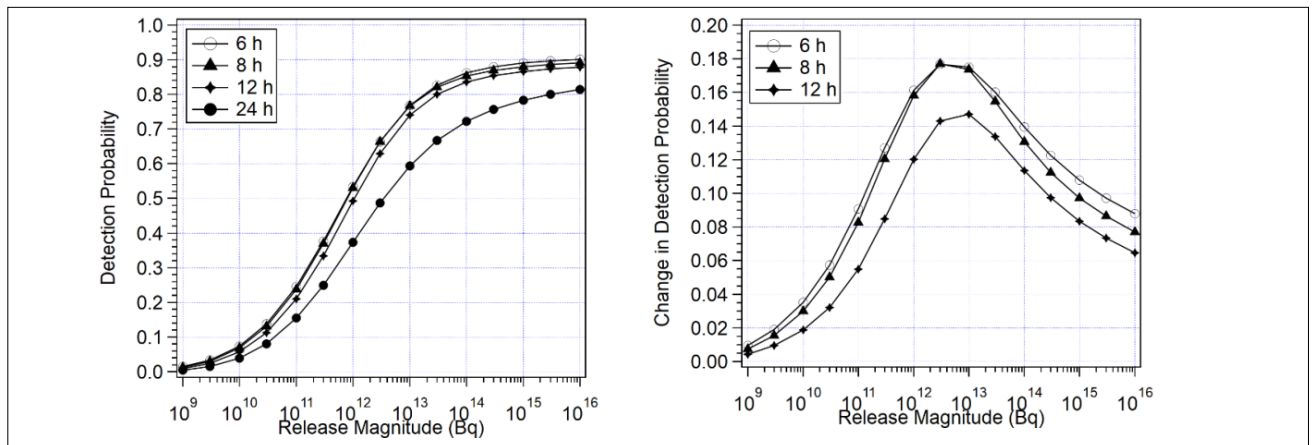 1.0
0.9
0.8
0.7
0.6
0.5
0.4
0.3
0.2
0.1
0.0
Detection Probability
6 h
8 h
12 h
24 h
10^9 10^10 10^11 10^12 10^13 10^14 10^15 10^16
Release Magnitude (Bq)
0.20
0.18
0.16
0.14
0.12
0.10
0.08
0.06
0.04
0.02
0.00
Change in Detection Probability
6 h
8 h
12 h
10^9 10^10 10^11 10^12 10^13 10^14 10^15 10^16
Release Magnitude (Bq)